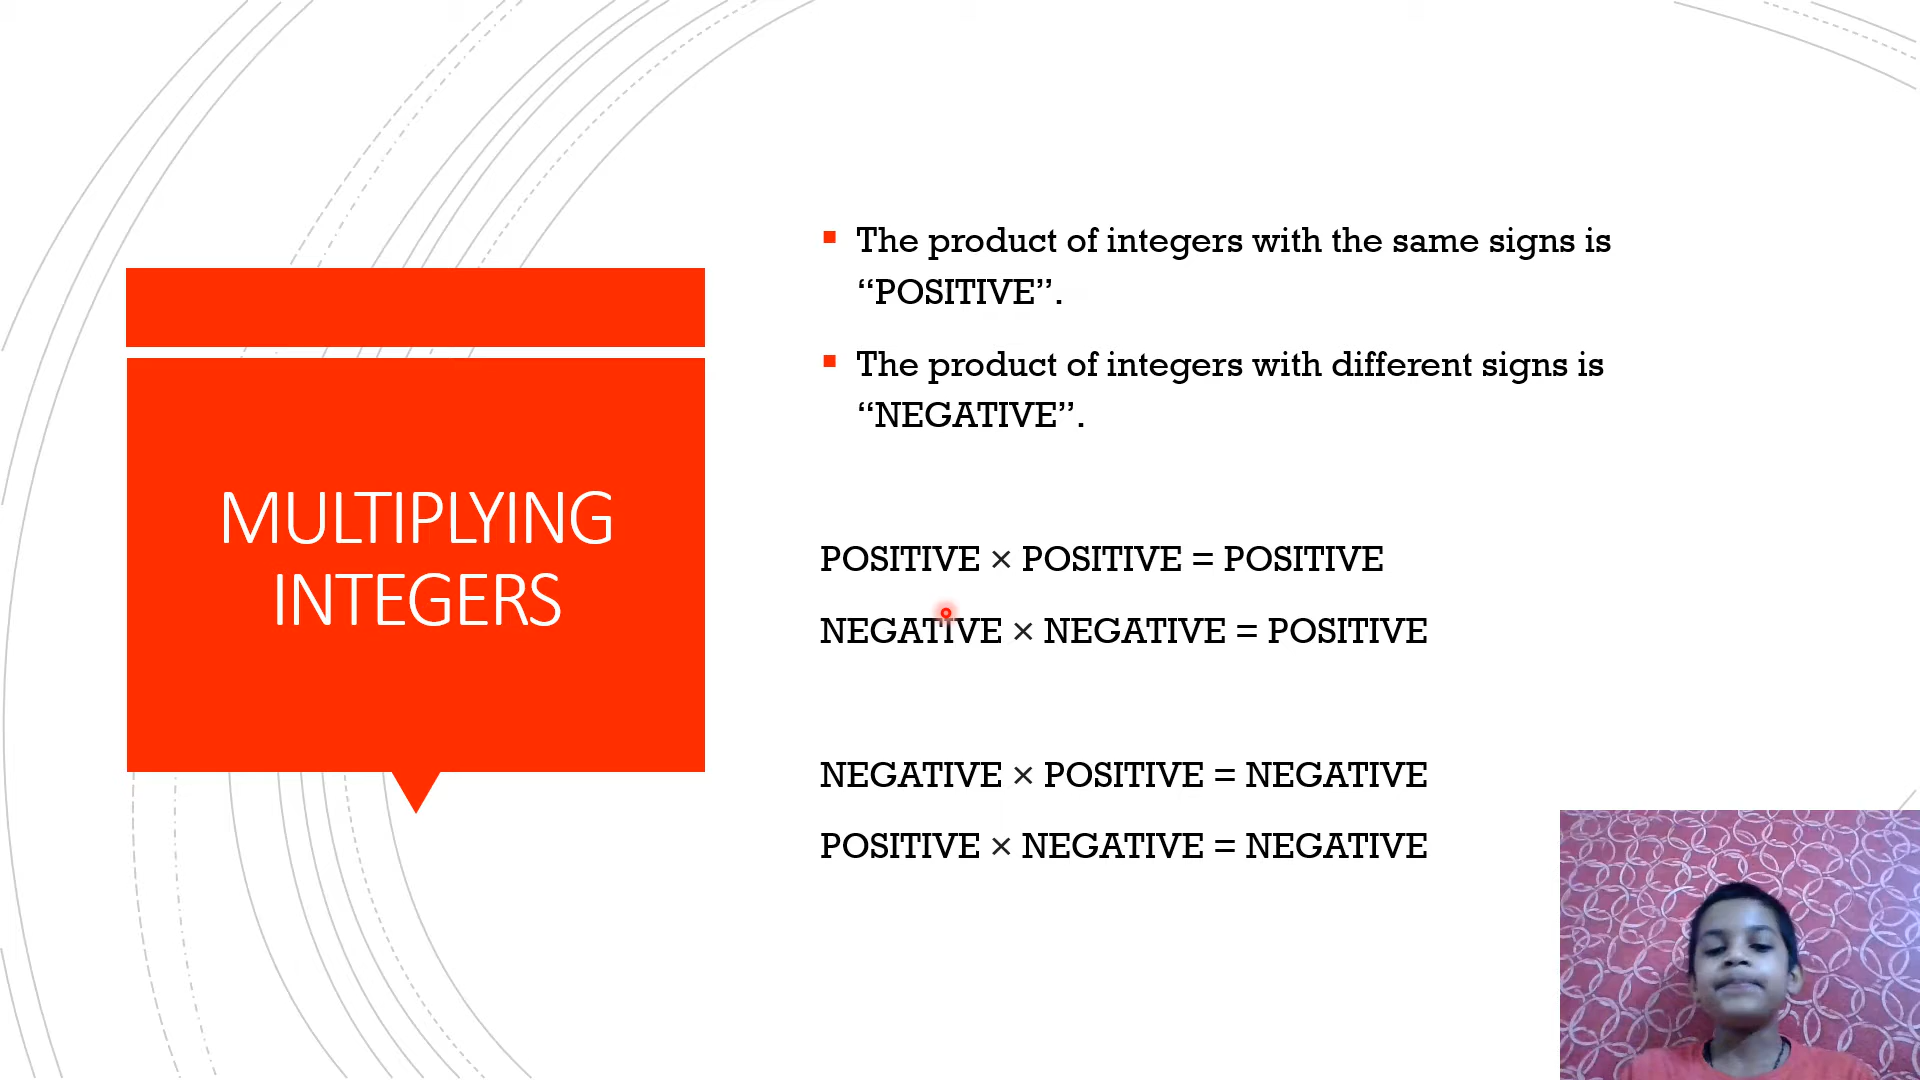 MULTIPLYING
INTEGERS
The product of integers with the same signs is
“POSITIVE”.
The product of integers with different signs is
“NEGATIVE”.
POSITIVE × POSITIVE = POSITIVE
NEGATIVE × NEGATIVE = POSITIVE
NEGATIVE × POSITIVE = NEGATIVE
POSITIVE × NEGATIVE = NEGATIVE